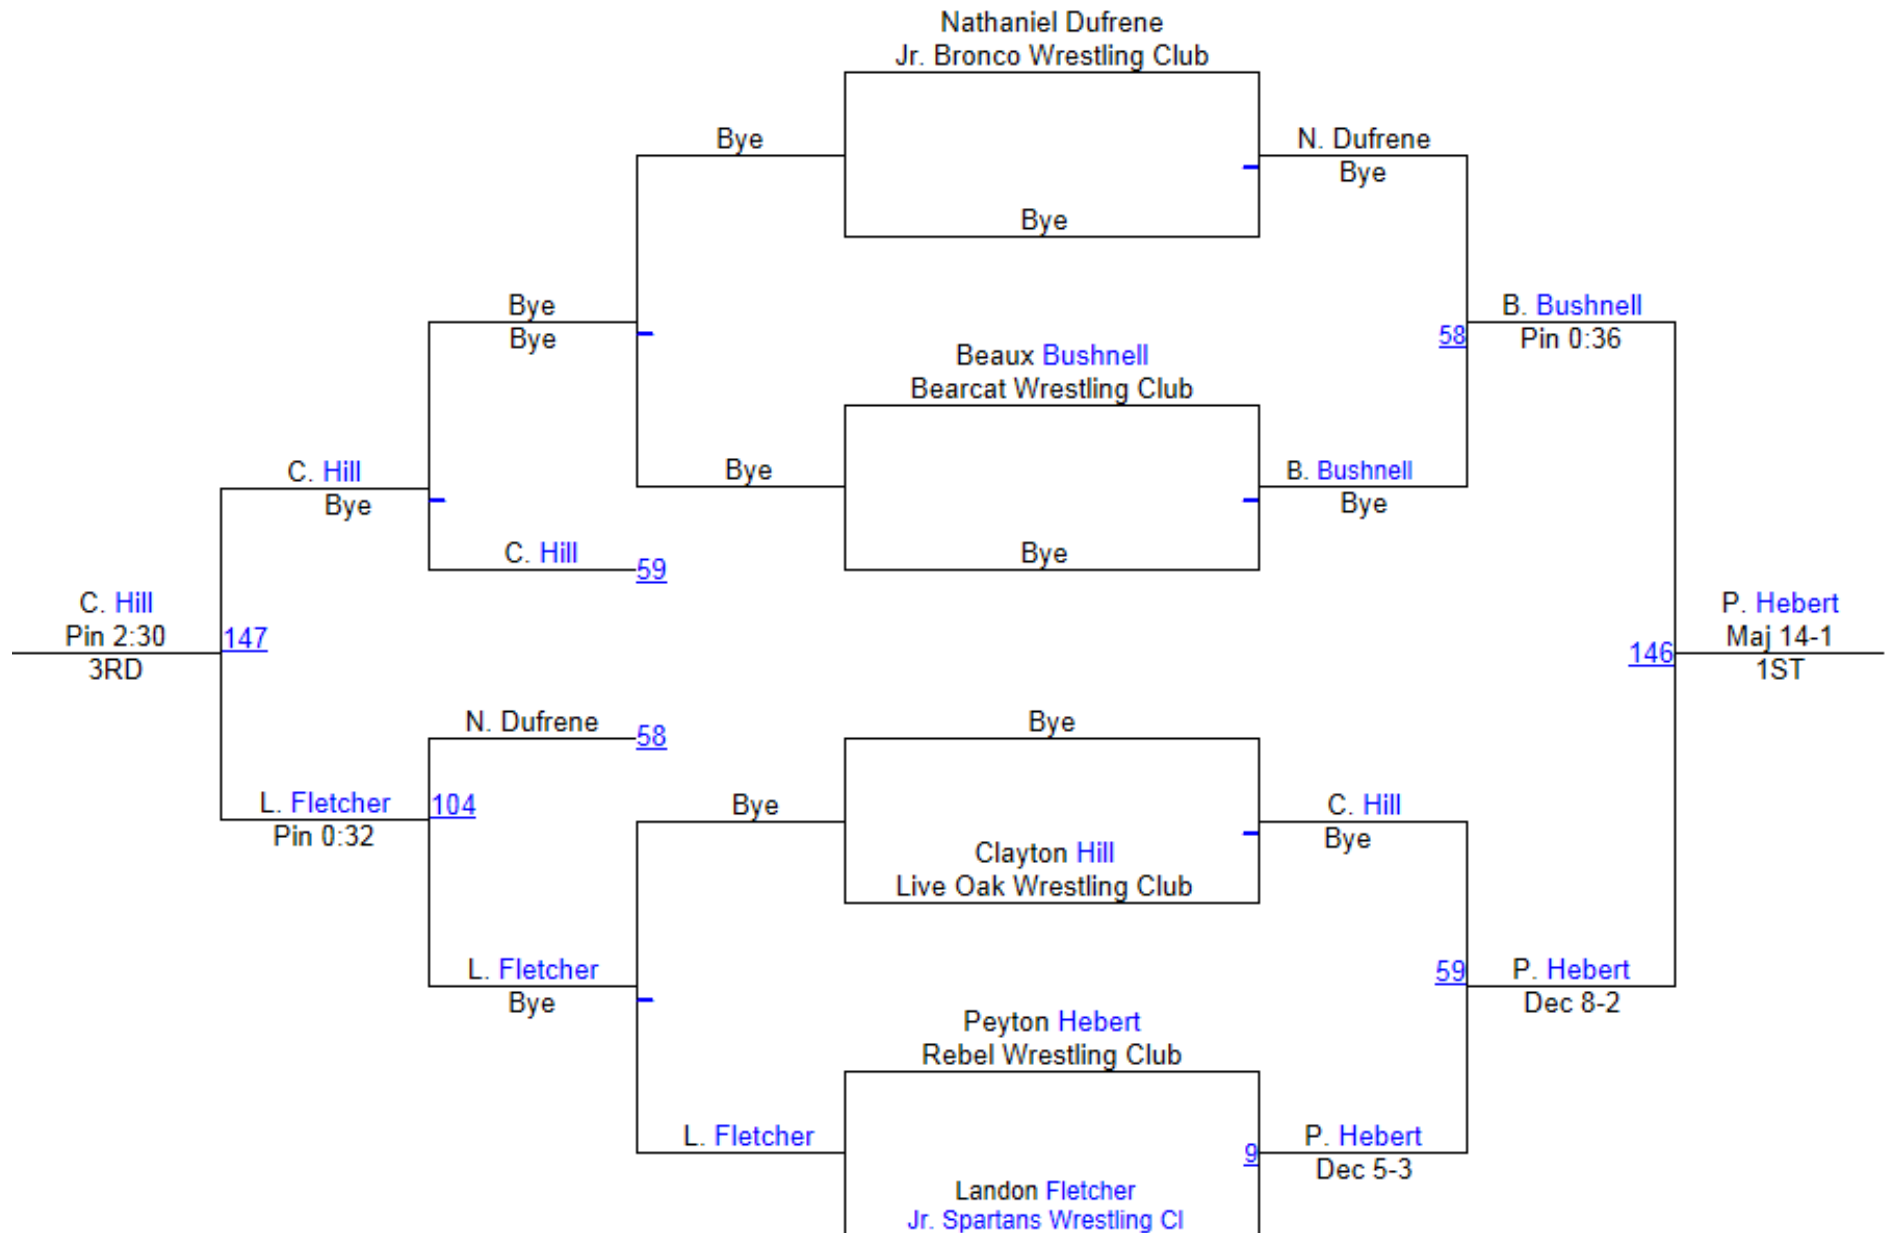 Nathaniel Dufrene
Jr. Bronco Wrestling Club
Bye
N. Dufrene
Bye
Bye
Bye
Bye
B. Bushnell
Pin 0:36
58
Beaux Bushnell
Bearcat Wrestling Club
C. Hill
Bye
Bye
B. Bushnell
Bye
C. Hill
59
Bye
C. Hill
Pin 2:30
3RD
147
P. Hebert
Maj 14-1
1ST
146
N. Dufrene
58
Bye
L. Fletcher
Pin 0:32
104
Bye
C. Hill
Bye
Clayton Hill
Live Oak Wrestling Club
L. Fletcher
Bye
59
P. Hebert
Dec 8-2
Peyton Hebert
Rebel Wrestling Club
L. Fletcher
9
P. Hebert
Dec 5-3
Landon Fletcher
Jr. Spartans Wrestling Cl